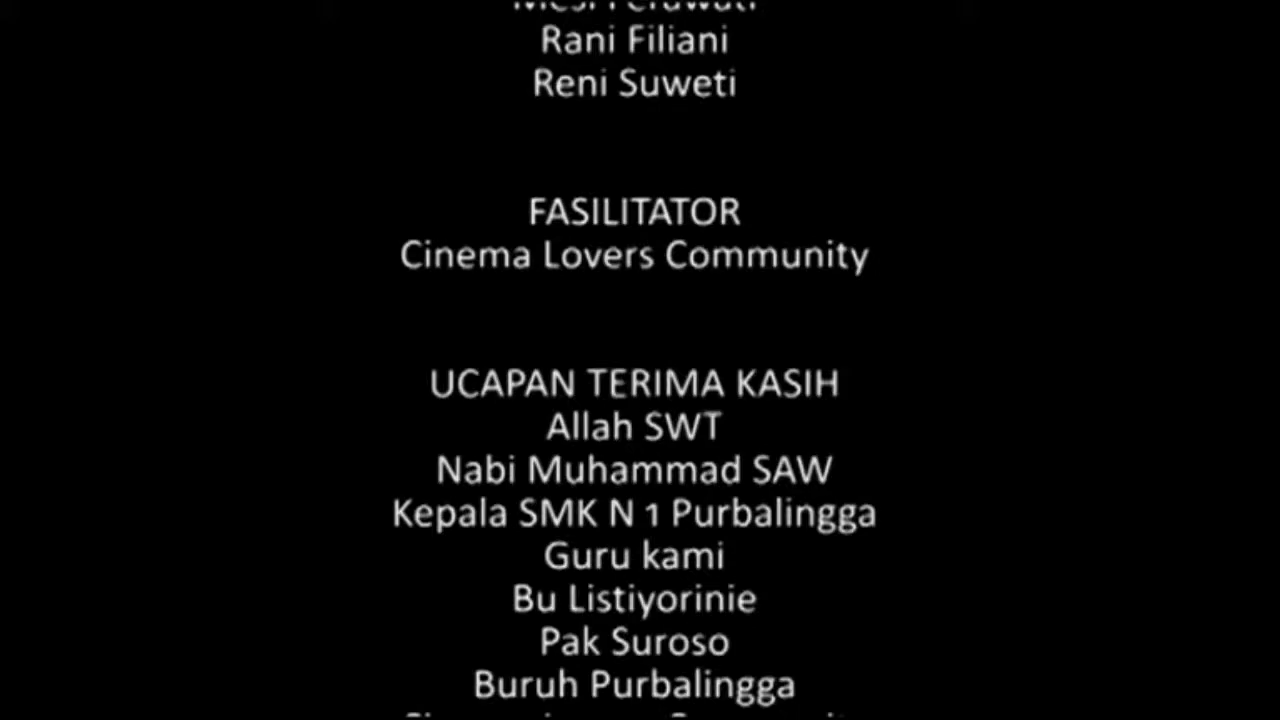 Rani Filiani
Reni Suweti
FASILITATOR
Cinema Lovers Community
UCAPAN TERIMA KASIH
Allah SWT
Nabi Muhammad SAW
Kepala SMK N 1 Purbalingga
Guru kami
Bu Listiyorinie
Pak Suroso
Buruh Purbalingga